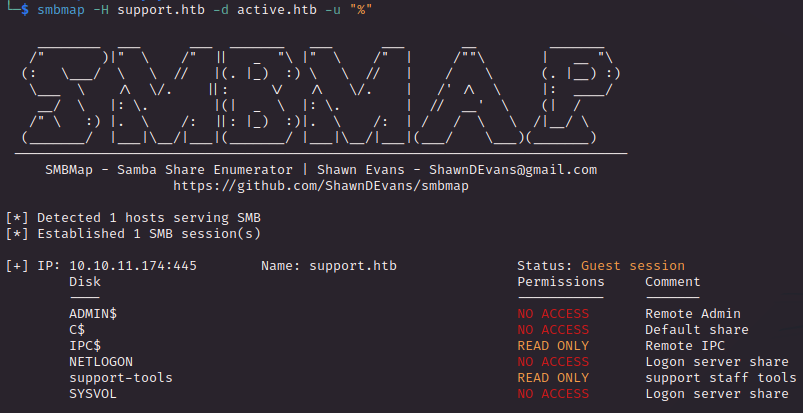 └─$ smbmap -H support.htb -d active.htb -u "%"
SMBMAP
SMBMap - Samba Share Enumerator | Shawn Evans - ShawnDEvans@gmail.com
https://github.com/ShawnDEvans/smbmap
[*] Detected 1 hosts serving SMB
[*] Established 1 SMB session(s)
[+] IP: 10.10.11.174:445 Name: support.htb Status: Guest session
Disk Permissions Comment
---- ----------- -------
ADMIN$ NO ACCESS Remote Admin
C$ NO ACCESS Default share
IPC$ READ ONLY Remote IPC
NETLOGON NO ACCESS Logon server share
support-tools READ ONLY support staff tools
SYSVOL NO ACCESS Logon server share